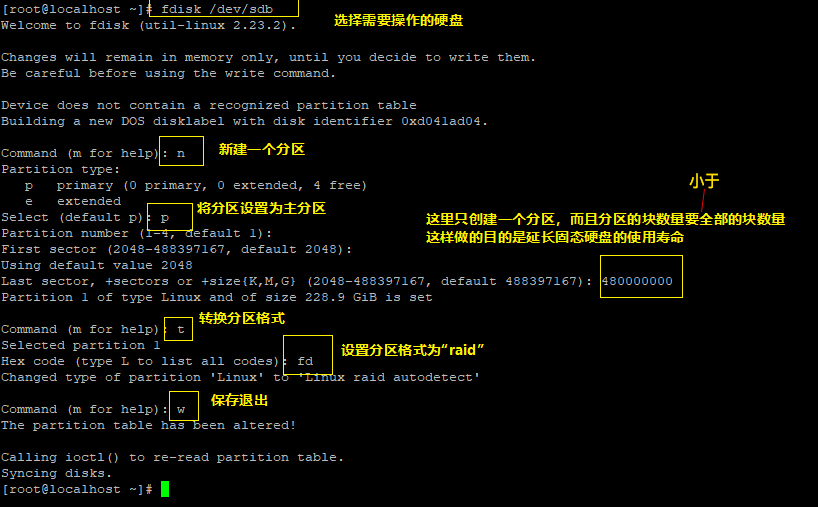 [root@localhost ~]# fdisk /dev/sdb
选择需要操作的硬盘
Welcome to fdisk (util-linux 2.23.2).
Changes will remain in memory only, until you decide to write them.
Be careful before using the write command.
Device does not contain a recognized partition table
Building a new DOS disklabel with disk identifier 0xd041ad04.
Command (m for help): n
新建一个分区
Partition type:
p   primary (0 primary, 0 extended, 4 free)
e   extended
Select (default p): p
将分区设置为主分区
小于
这里只创建一个分区，而且分区的块数量要全部的块数量
这样做的目的是延长固态硬盘的使用寿命
Partition number (1-4, default 1):
First sector (2048-488397167, default 2048):
Using default value 2048
Last sector, +sectors or +size{K,M,G} (2048-488397167, default 488397167): 480000000
Partition 1 of type Linux and of size 228.9 GiB is set
Command (m for help): t
转换分区格式
Selected partition 1
Hex code (type L to list all codes): fd
设置分区格式为“raid”
Changed type of partition 'Linux' to 'Linux raid autodetect'
Command (m for help): w
保存退出
The partition table has been altered!
Calling ioctl() to re-read partition table.
Syncing disks.
[root@localhost ~]#